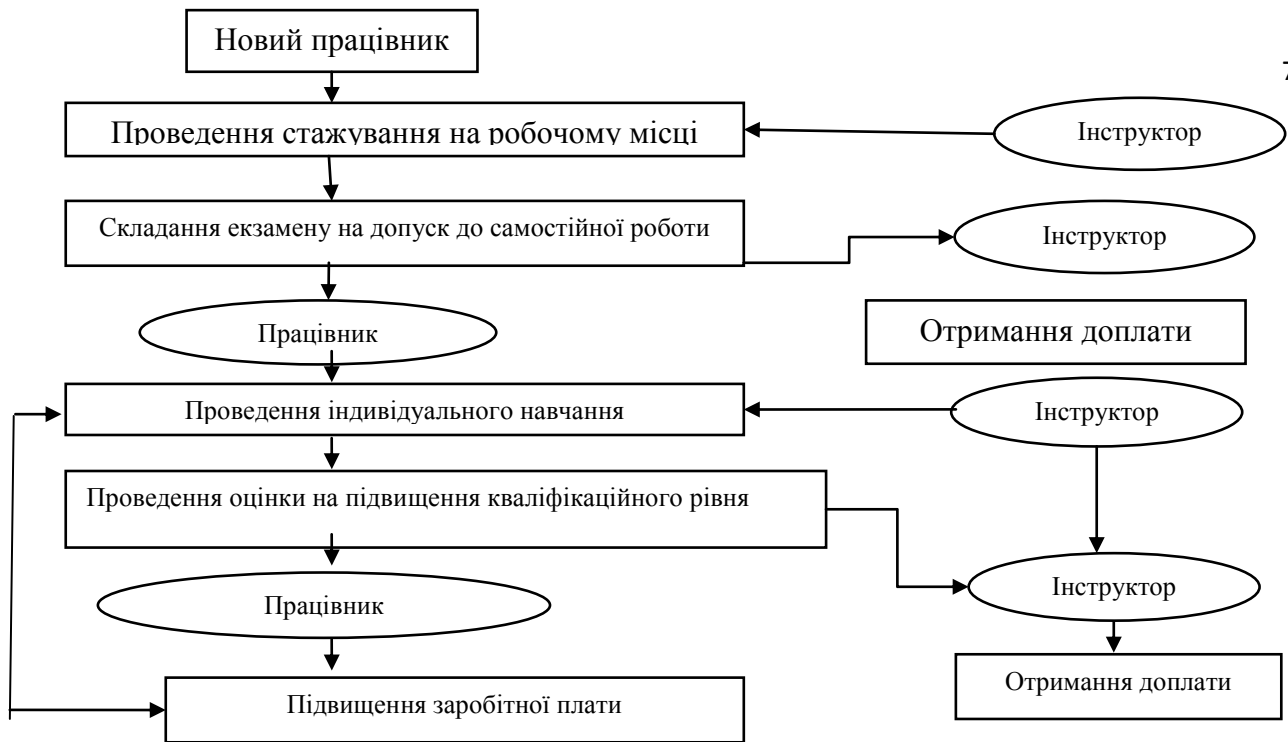 Новий працівник
7
Проведення стажування на робочому місці
Інструктор
Складання екзамену на допуск до самостійної роботи
Інструктор
Працівник
Отримання доплати
Проведення індивідуального навчання
Інструктор
Проведення оцінки на підвищення кваліфікаційного рівня
Інструктор
Працівник
Отримання доплати
Підвищення заробітної плати